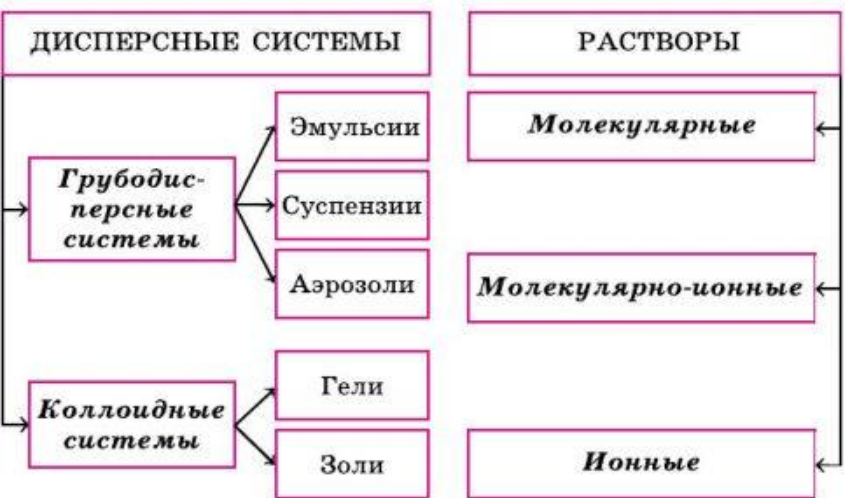 ДИСПЕРСНЫЕ СИСТЕМЫ
РАСТВОРЫ
Эмульсии
Молекулярные
Грубодис-
персные
системы
Суспензии
Аэрозоли
Молекулярно-ионные
Гели
Коллоидные
системы
Золи
Ионные